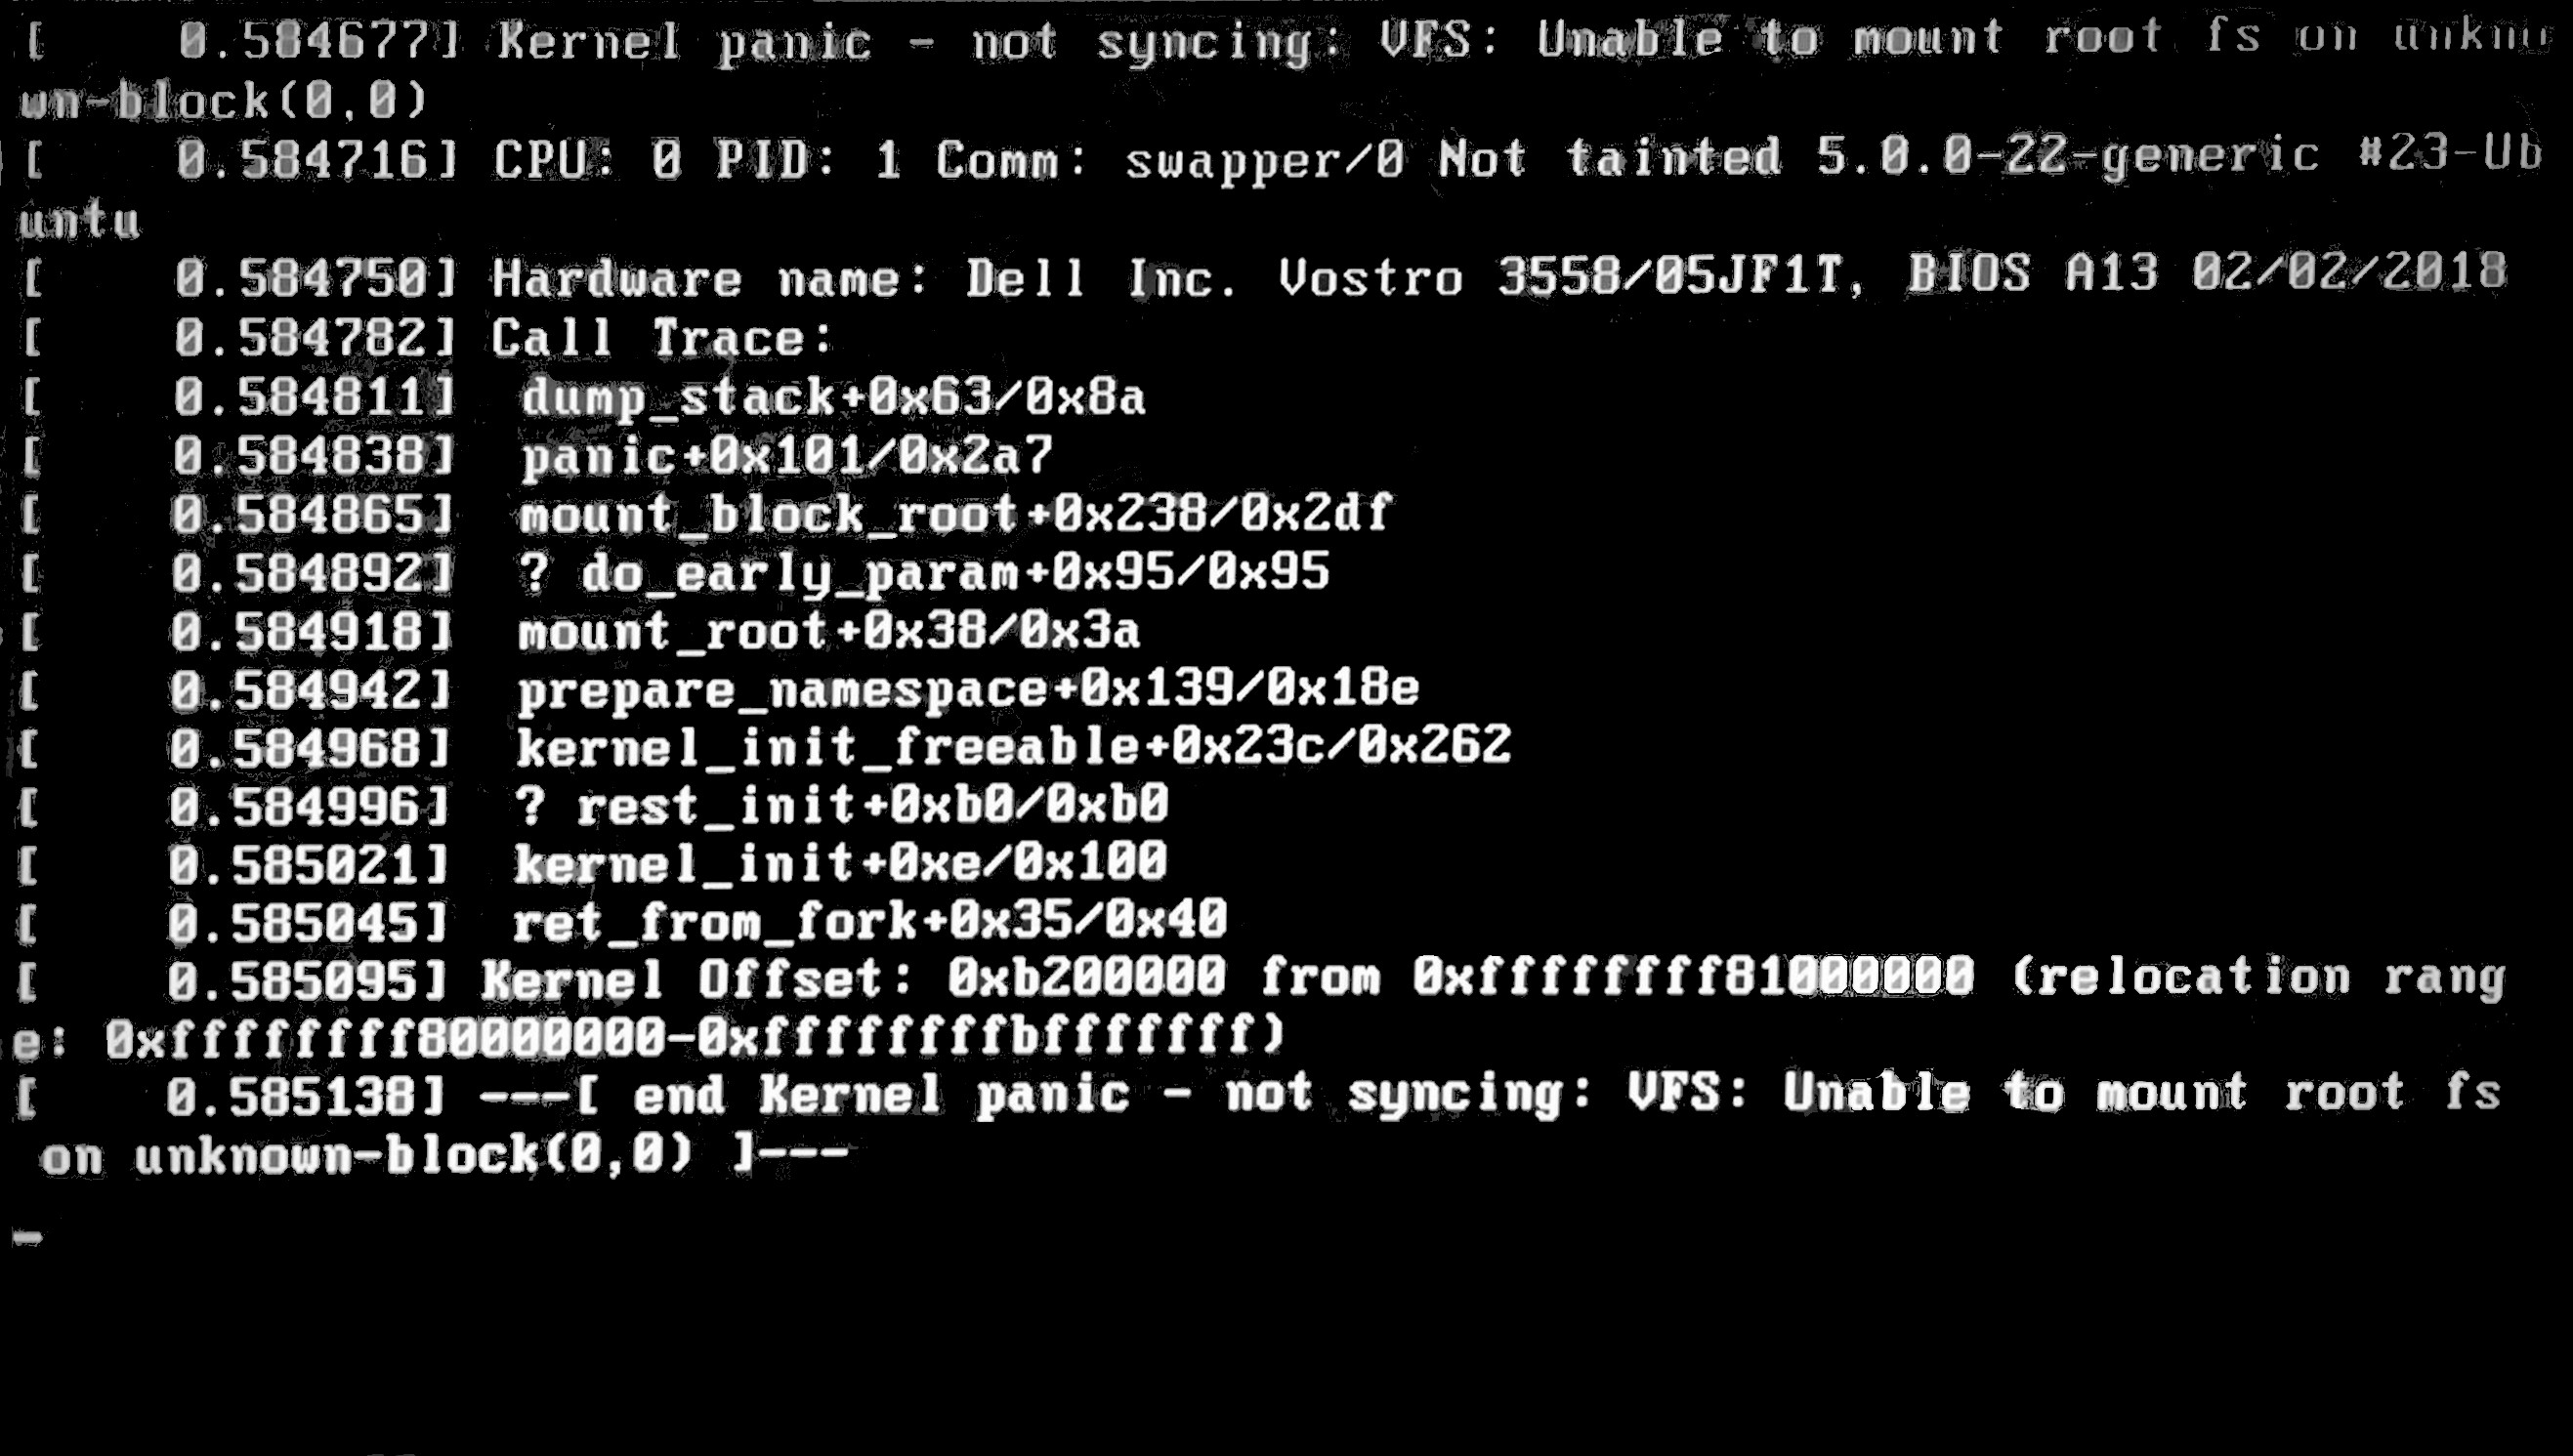 [    0.584677] Kernel panic - not syncing: VFS: Unable to mount root fs on unkno
wn-block(0,0)
[    0.584716] CPU: 0 PID: 1 Comm: swapper/0 Not tainted 5.0.0-22-generic #23-Ub
untu
[    0.584750] Hardware name: Dell Inc. Vostro 3558/05JF1T, BIOS A13 02/02/2018
[    0.584782] Call Trace:
[    0.584811]  dump_stack+0x63/0x8a
[    0.584838]  panic+0x101/0x2a7
[    0.584865]  mount_block_root+0x238/0x2df
[    0.584892]  ? do_early_param+0x95/0x95
[    0.584918]  mount_root+0x38/0x3a
[    0.584942]  prepare_namespace+0x139/0x18e
[    0.584968]  kernel_init_freeable+0x23c/0x262
[    0.584996]  ? rest_init+0xb0/0xb0
[    0.585021]  kernel_init+0xe/0x100
[    0.585045]  ret_from_fork+0x35/0x40
[    0.585095] Kernel Offset: 0xb200000 from 0xffffffff81000000 (relocation rang
e: 0xffffffff80000000-0xffffffffbfffffff)
[    0.585138] ---[ end Kernel panic - not syncing: VFS: Unable to mount root fs
 on unknown-block(0,0) ]---
_